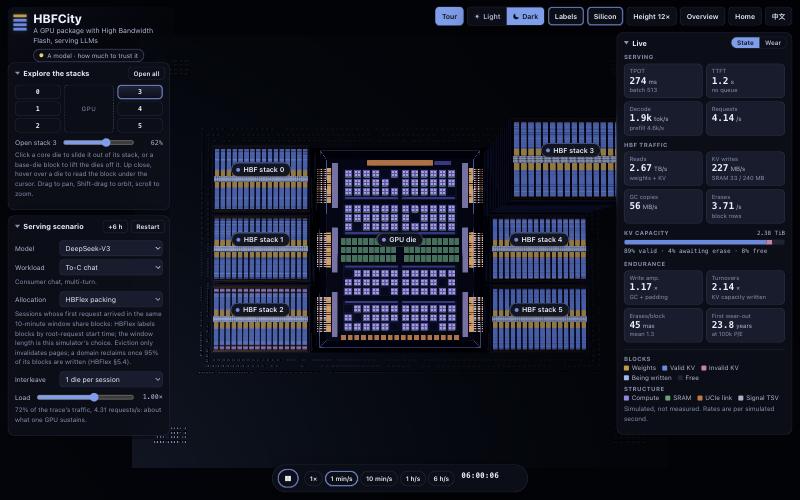 HBFCity
A GPU package with High Bandwidth
Flash, serving LLMs
A model · how much to trust it
Tour
Light
Dark
Labels
Silicon
Height 12×
Overview
Home
中文
Explore the stacks
Open all
0
GPU
3
1
4
2
5
Open stack 3
62%
Click a core die to slide it out of its stack, or a
base-die block to lift the dies off it. Up close,
hover over a die to read the block under the
cursor. Drag to pan, Shift-drag to orbit, scroll to
zoom.
Serving scenario
+6 h
Restart
Model
DeepSeek-V3
Workload
To-C chat
Consumer chat, multi-turn.
Allocation
HBFlex packing
Sessions whose first request arrived in the same
10-minute window share blocks: HBFlex labels
blocks by root-request start time; the window
length is this simulator's choice. Eviction only
invalidates pages; a domain reclaims once 95%
of its blocks are written (HBFlex §5.4).
Interleave
1 die per session
Load
1.00×
72% of the trace's traffic, 4.31 requests/s: about
what one GPU sustains.
HBF stack 0
HBF stack 1
HBF stack 2
GPU die
HBF stack 3
HBF stack 4
HBF stack 5
1×
1 min/s
10 min/s
1 h/s
6 h/s
06:00:06
Live
State
Wear
SERVING
TPOT
274 ms
batch 513
TTFT
1.2 s
no queue
Decode
1.9k tok/s
prefill 4.6k/s
Requests
4.14 /s
HBF TRAFFIC
Reads
2.67 TB/s
weights + KV
KV writes
227 MB/s
SRAM 33 / 240 MB
GC copies
56 MB/s
Erases
3.71 /s
block rows
KV CAPACITY
2.38 TiB
89% valid · 4% awaiting erase · 8% free
ENDURANCE
Write amp.
1.17 ×
GC + padding
Turnovers
2.14 ×
KV capacity written
Erases/block
45 max
mean 1.3
First wear-out
23.8 years
at 100k P/E
BLOCKS
Weights
Valid KV
Invalid KV
Being written
Free
STRUCTURE
Compute
SRAM
UCIe link
Signal TSV
Simulated, not measured. Rates are per simulated
second.